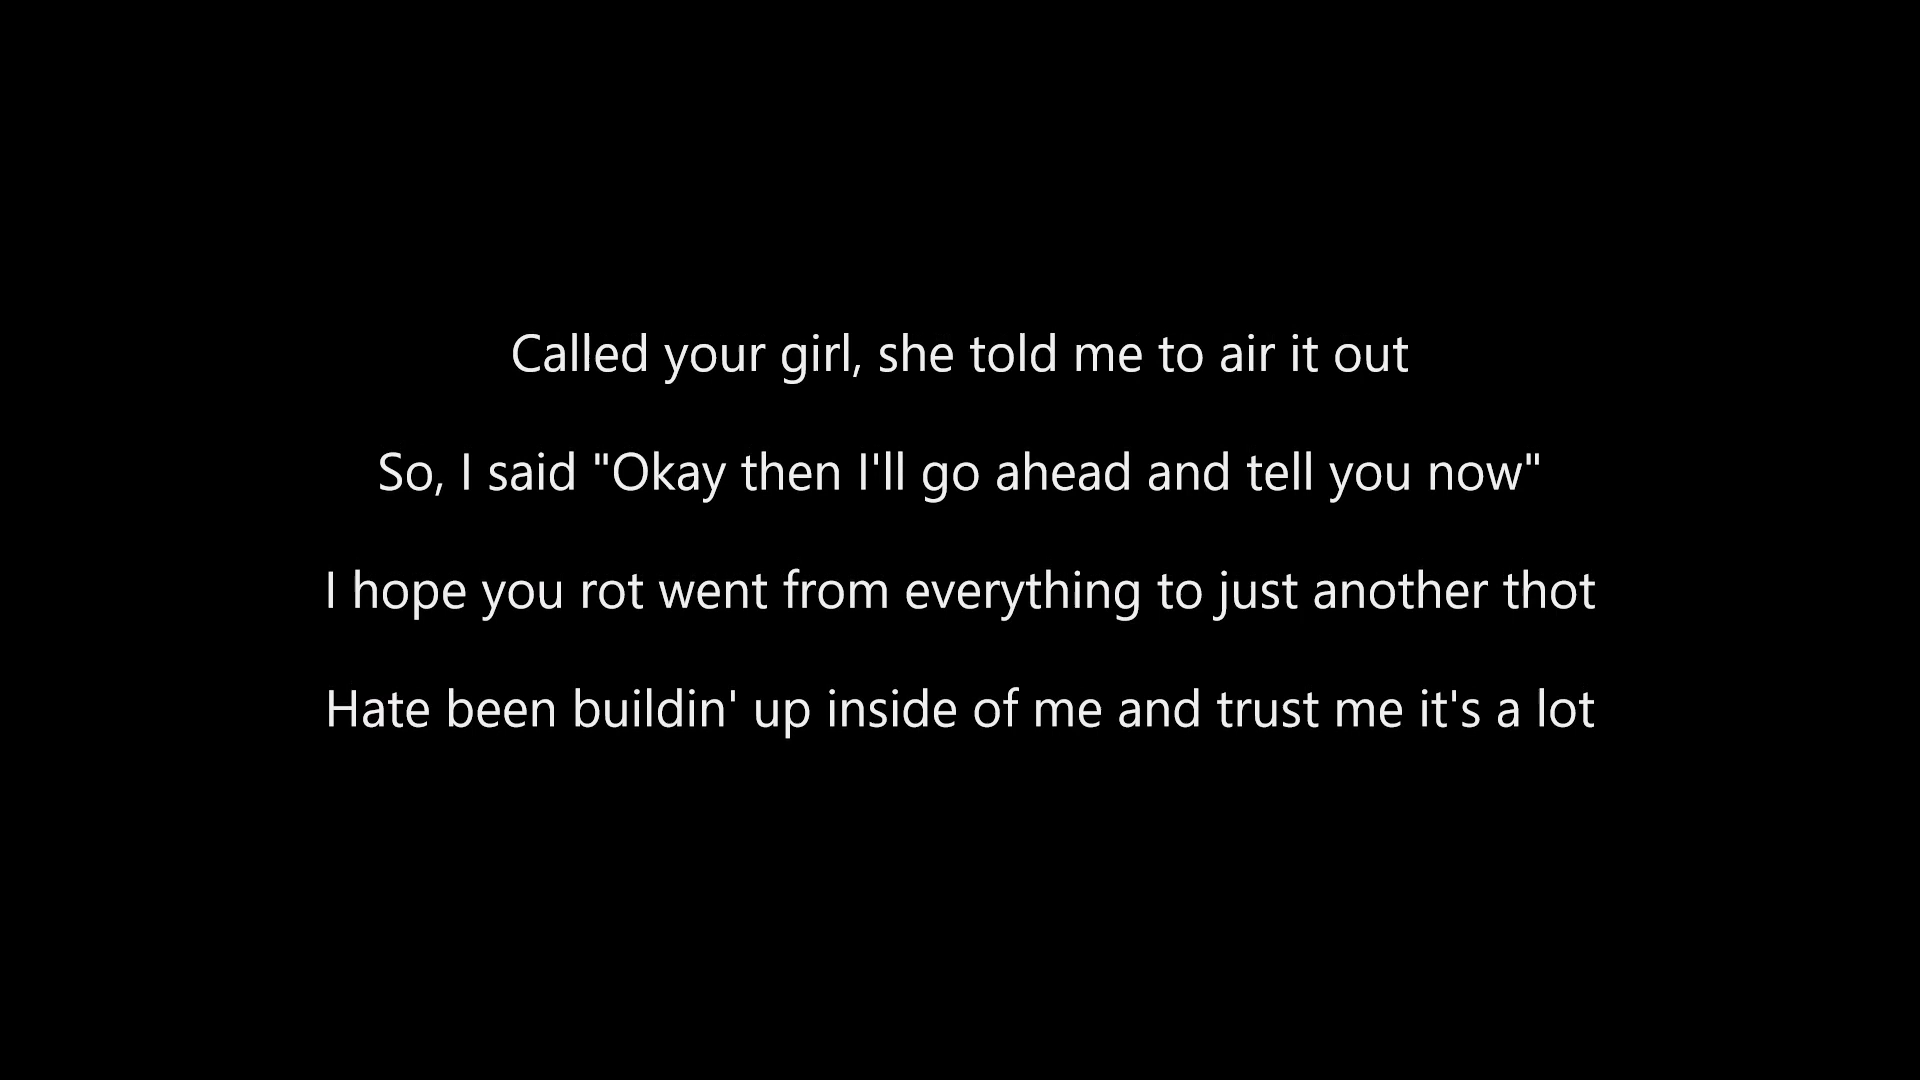 Called your girl, she told me to air it out
So, I said "Okay then I'll go ahead and tell you now"
I hope you rot went from everything to just another thot
Hate been buildin' up inside of me and trust me it's a lot